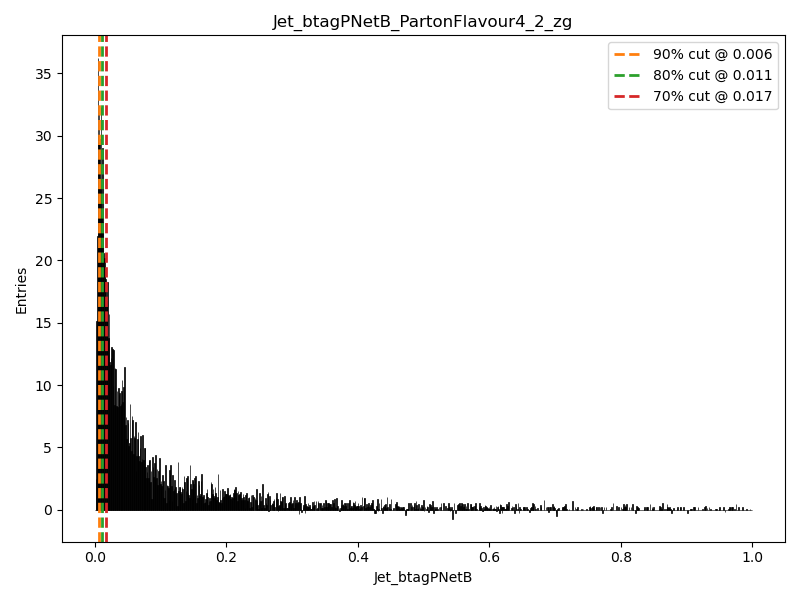 Jet_btagPNetB_PartonFlavour4_2_zg
90% cut @ 0.006
80% cut @ 0.011
70% cut @ 0.017
Entries
35
30
25
20
15
10
5
0
0.0 0.2 0.4 0.6 0.8 1.0
Jet_btagPNetB